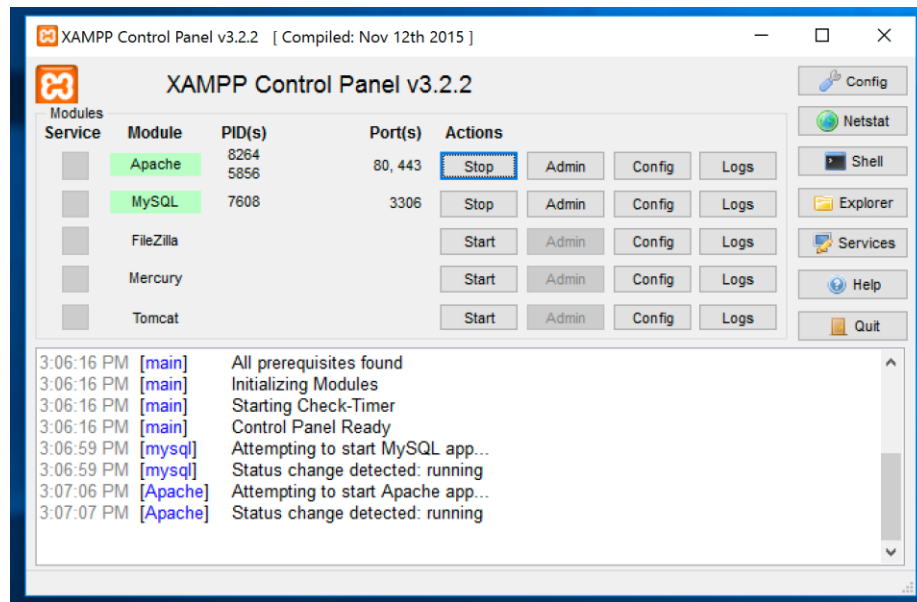 XAMPP Control Panel v3.2.2 [ Compiled: Nov 12th 2015 ]
XAMPP Control Panel v3.2.2
Config
Modules
Service Module PID(s) Port(s) Actions
Netstat
Apache 8264 5856 80, 443 Stop Admin Config Logs
Shell
MySQL 7608 3306 Stop Admin Config Logs
Explorer
FileZilla Start Admin Config Logs
Services
Mercury Start Admin Config Logs
Help
Tomcat Start Admin Config Logs
Quit
3:06:16 PM [main] All prerequisites found
3:06:16 PM [main] Initializing Modules
3:06:16 PM [main] Starting Check-Timer
3:06:16 PM [main] Control Panel Ready
3:06:59 PM [mysql] Attempting to start MySQL app...
3:06:59 PM [mysql] Status change detected: running
3:07:06 PM [Apache] Attempting to start Apache app...
3:07:07 PM [Apache] Status change detected: running